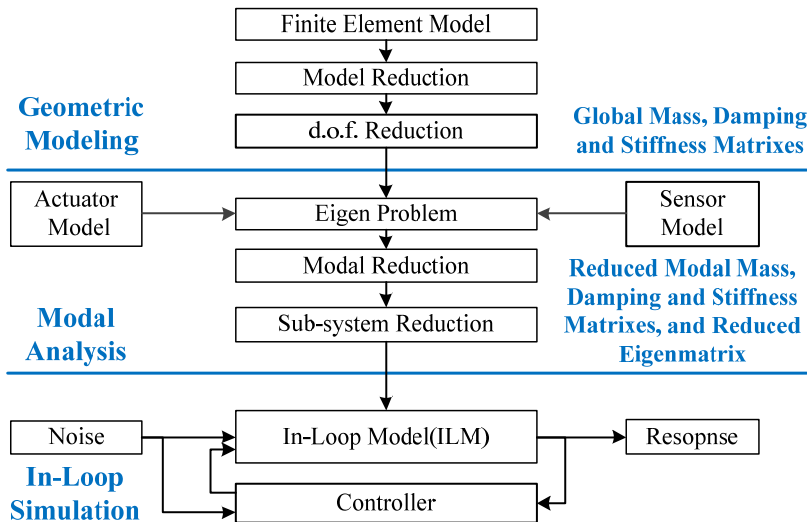 Finite Element Model
Model Reduction
d.o.f. Reduction
Geometric
Modeling
Global Mass, Damping
and Stiffness Matrixes
Actuator
Model
Eigen Problem
Sensor
Model
Modal Reduction
Sub-system Reduction
Modal
Analysis
Reduced Modal Mass,
Damping and Stiffness
Matrixes, and Reduced
Eigenmatrix
Noise
In-Loop Model(ILM)
Resopnse
In-Loop
Simulation
Controller